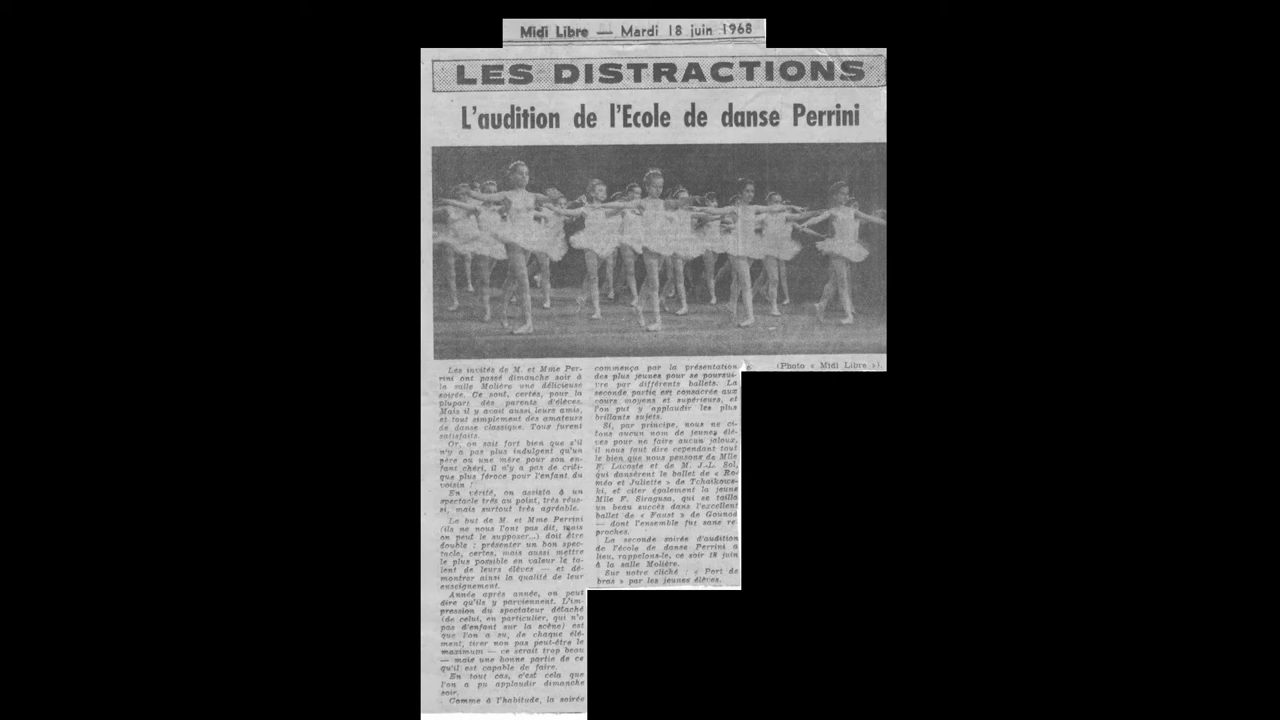 Midi Libre — Mardi 18 juin 1968
LES DISTRACTIONS
L'audition de l'Ecole de danse Perrini
(Photo « Midi Libre »).
Les invités de M. et Mme Per-
rini ont passé dimanche soir à
la salle Molière une délicieuse
soirée. Ce sont, certes, pour la
plupart des parents d'élèves.
Mais il y avait aussi leurs amis,
et tout simplement des amateurs
de danse classique. Tous furent
satisfaits.
Or, on sait fort bien que s'il
n'y a pas plus indulgent qu'un
père ou une mère pour son en-
fant chéri, il n'y a pas de criti-
que plus féroce pour l'enfant du
voisin !
En vérité, on assista à un
spectacle très au point, très réus-
si, mais surtout très agréable.
Le but de M. et Mme Perrini
(ils ne nous l'ont pas dit, mais
on peut le supposer...) doit être
double : présenter un bon spec-
tacle, certes, mais aussi mettre
le plus possible en valeur le ta-
lent de leurs élèves — et dé-
montrer ainsi la qualité de leur
enseignement.
Année après année, on peut
dire qu'ils y parviennent. L'im-
pression du spectateur détaché
(de celui, en particulier, qui n'a
pas d'enfant sur la scène) est
que l'on a su, de chaque élé-
ment, tirer non pas peut-être le
maximum — ce serait trop beau
— mais une bonne partie de ce
qu'il est capable de faire.
En tout cas, c'est cela que
l'on a pu applaudir dimanche
soir.
Comme à l'habitude, la soirée
commença par la présentation
des plus jeunes pour se poursui-
vre par différents ballets. La
seconde partie est consacrée aux
cours moyens et supérieurs, et
l'on put y applaudir les plus
brillants sujets.
Si, par principe, nous ne ci-
tons aucun nom de jeunes élè-
ves pour ne faire aucun jaloux,
il nous faut dire cependant tout
le bien que nous pensons de Mlle
F. Lacoste et de M. J.-L. Sol,
qui dansèrent le ballet de « Ro-
méo et Juliette » de Tchaïkows-
ki, et citer également la jeune
Mlle F. Siragusa, qui se tailla
un beau succès dans l'excellent
ballet de « Faust » de Gounod
— dont l'ensemble fut sans re-
proches.
La seconde soirée d'audition
de l'école de danse Perrini a
lieu, rappelons-le, ce soir 18 juin
à la salle Molière.
Sur notre cliché : « Port de
bras » par les jeunes élèves.